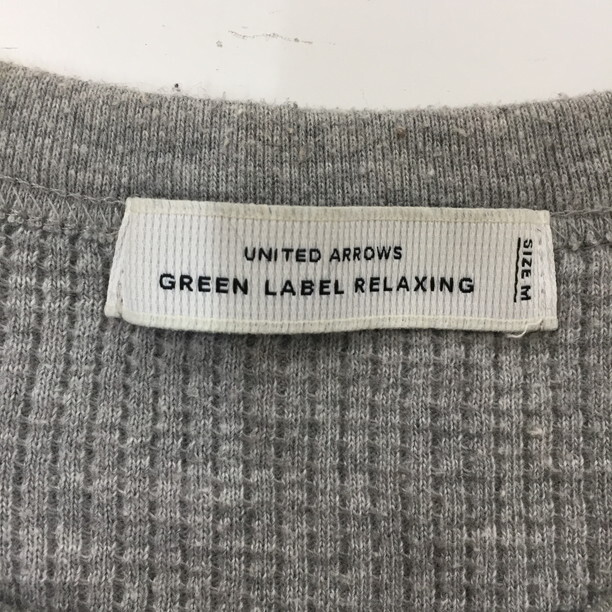 UNITED ARROWS
GREEN LABEL RELAXING
SIZE M